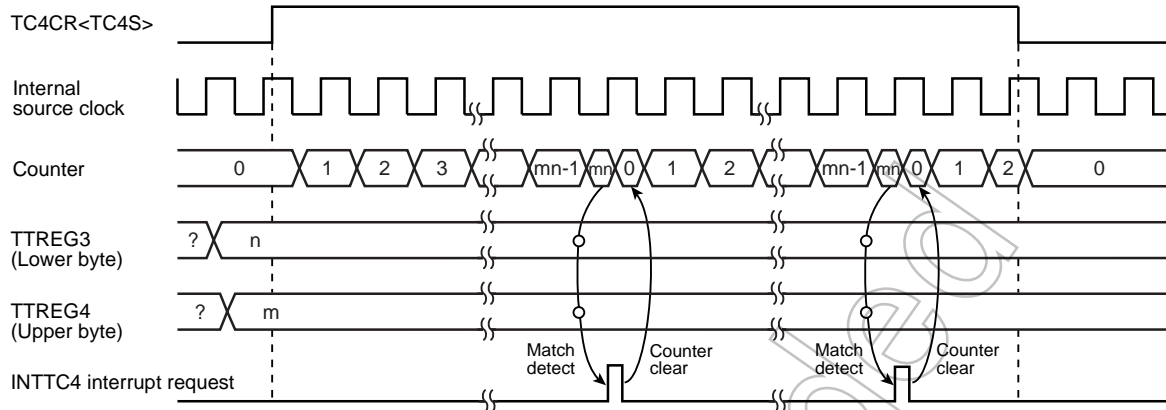 TC4CR<TC4S>
Internal
source clock
Counter 0 1 2 3 mn-1 mn 0 1 2 mn-1 mn 0 1 2 0
TTREG3
(Lower byte)
? n
TTREG4
(Upper byte)
? m
Match
detect
Counter
clear
Match
detect
Counter
clear
INTTC4 interrupt request